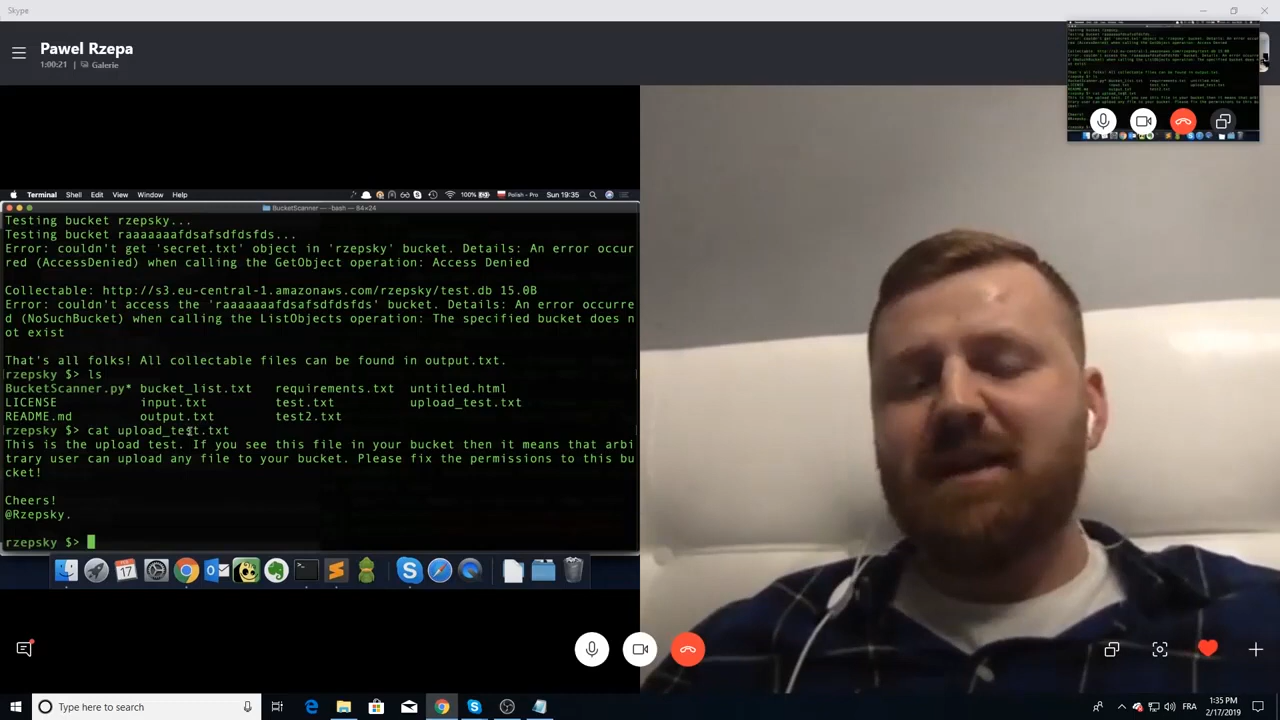 Skype
Pawel Rzepa
1:00:21 | Galerie
Terminal Shell Edit View Window Help
100% Polish - Pro Sun 19:35
BucketScanner — -bash — 84×24
Testing bucket rzepsky...
Testing bucket raaaaaaafdsafsdfdsfds...
Error: couldn't get 'secret.txt' object in 'rzepsky' bucket. Details: An error occur
red (AccessDenied) when calling the GetObject operation: Access Denied
Collectable: http://s3.eu-central-1.amazonaws.com/rzepsky/test.db 15.0B
Error: couldn't access the 'raaaaaaafdsafsdfdsfds' bucket. Details: An error occurre
d (NoSuchBucket) when calling the ListObjects operation: The specified bucket does n
ot exist
That's all folks! All collectable files can be found in output.txt.
rzepsky $> ls
BucketScanner.py* bucket_list.txt requirements.txt untitled.html
LICENSE input.txt test.txt upload_test.txt
README.md output.txt test2.txt
rzepsky $> cat upload_test.txt
This is the upload test. If you see this file in your bucket then it means that arbi
trary user can upload any file to your bucket. Please fix the permissions to this bu
cket!
Cheers!
@Rzepsky.
rzepsky $>
17
Type here to search
FRA
1:35 PM
2/17/2019